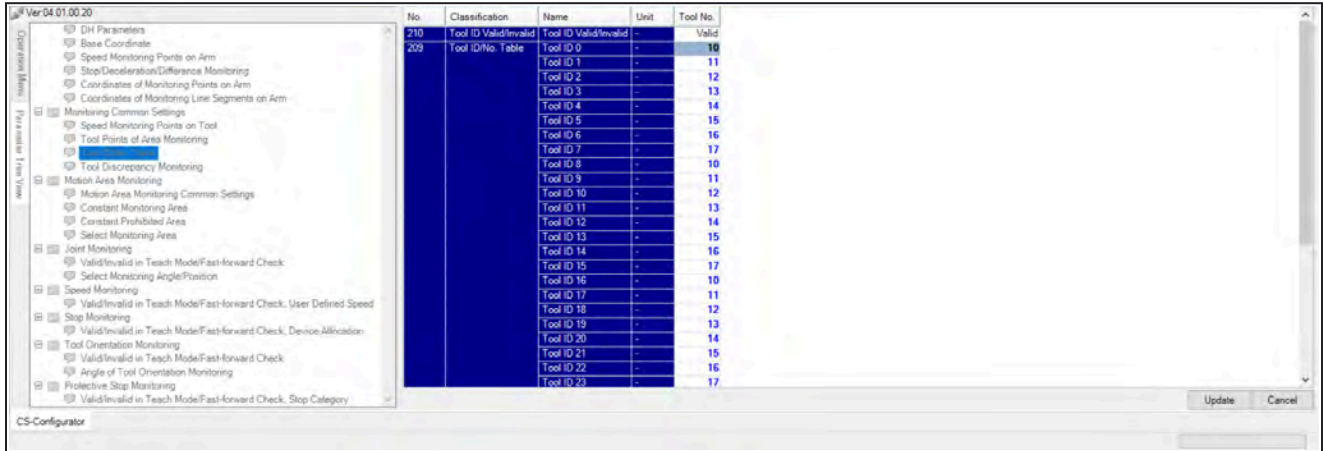 Ver.04.01.00.20
Operation Menu
Parameter Tree View
DH Parameters
Base Coordinate
Speed Monitoring Points on Arm
Stop/Deceleration/Difference Monitoring
Coordinates of Monitoring Points on Arm
Coordinates of Monitoring Line Segments on Arm
Monitoring Common Settings
Speed Monitoring Points on Tool
Tool Points of Area Monitoring
Tool Discrepancy Monitoring
Motion Area Monitoring
Motion Area Monitoring Common Settings
Constant Monitoring Area
Constant Prohibited Area
Select Monitoring Area
Joint Monitoring
Valid/Invalid in Teach Mode/Fast-forward Check
Select Monitoring Angle/Position
Speed Monitoring
Valid/Invalid in Teach Mode/Fast-forward Check, User Defined Speed
Stop Monitoring
Valid/Invalid in Teach Mode/Fast-forward Check, Device Allocation
Tool Orientation Monitoring
Valid/Invalid in Teach Mode/Fast-forward Check
Angle of Tool Orientation Monitoring
Protective Stop Monitoring
Valid/Invalid in Teach Mode/Fast-forward Check, Stop Category
No. Classification Name Unit Tool No.
210 Tool ID Valid/Invalid Tool ID Valid/Invalid - Valid
209 Tool ID/No. Table Tool ID 0 - 10
Tool ID 1 - 11
Tool ID 2 - 12
Tool ID 3 - 13
Tool ID 4 - 14
Tool ID 5 - 15
Tool ID 6 - 16
Tool ID 7 - 17
Tool ID 8 - 10
Tool ID 9 - 11
Tool ID 10 - 12
Tool ID 11 - 13
Tool ID 12 - 14
Tool ID 13 - 15
Tool ID 14 - 16
Tool ID 15 - 17
Tool ID 16 - 10
Tool ID 17 - 11
Tool ID 18 - 12
Tool ID 19 - 13
Tool ID 20 - 14
Tool ID 21 - 15
Tool ID 22 - 16
Tool ID 23 - 17
Update Cancel
CS-Configurator